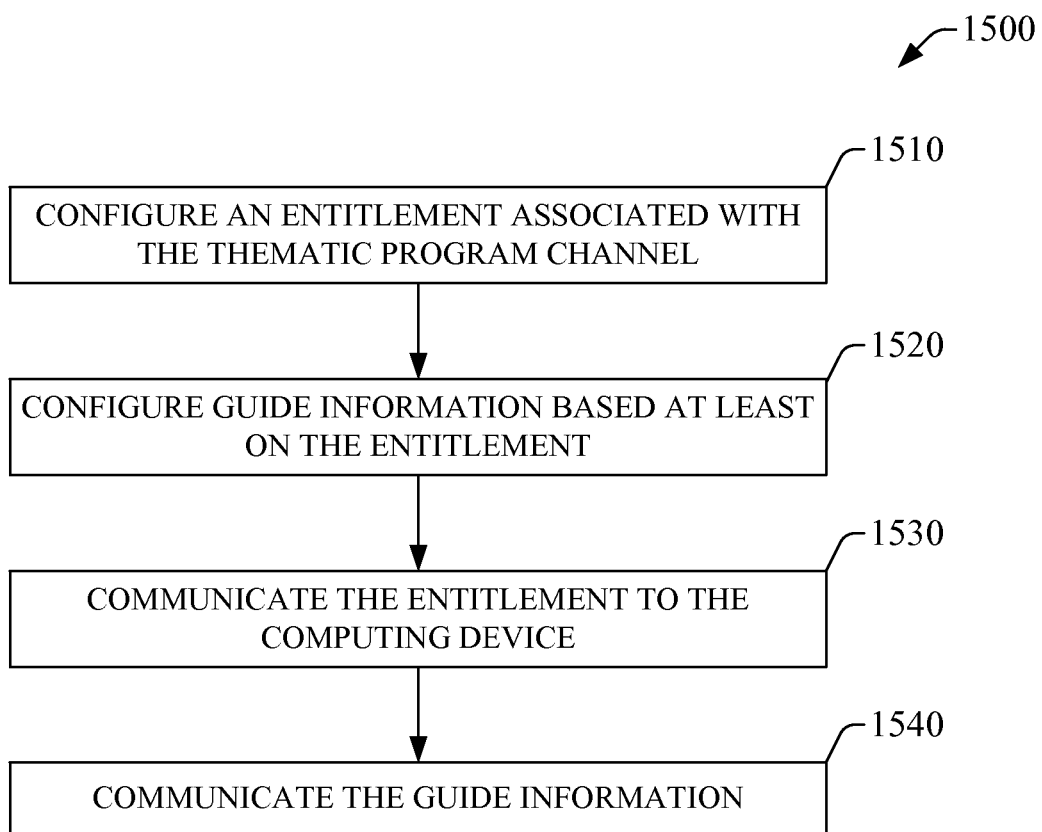 1500
1510
CONFIGURE AN ENTITLEMENT ASSOCIATED WITH
THE THEMATIC PROGRAM CHANNEL
1520
CONFIGURE GUIDE INFORMATION BASED AT LEAST
ON THE ENTITLEMENT
1530
COMMUNICATE THE ENTITLEMENT TO THE
COMPUTING DEVICE
1540
COMMUNICATE THE GUIDE INFORMATION